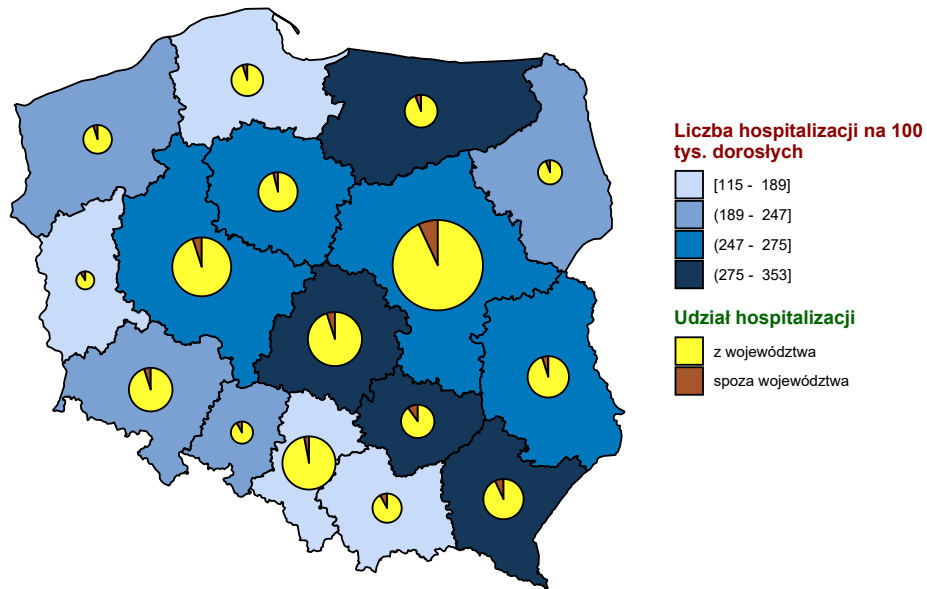 Liczba hospitalizacji na 100
tys. dorosłych
[115 - 189]
(189 - 247]
(247 - 275]
(275 - 353]
Udział hospitalizacji
z województwa
spoza województwa